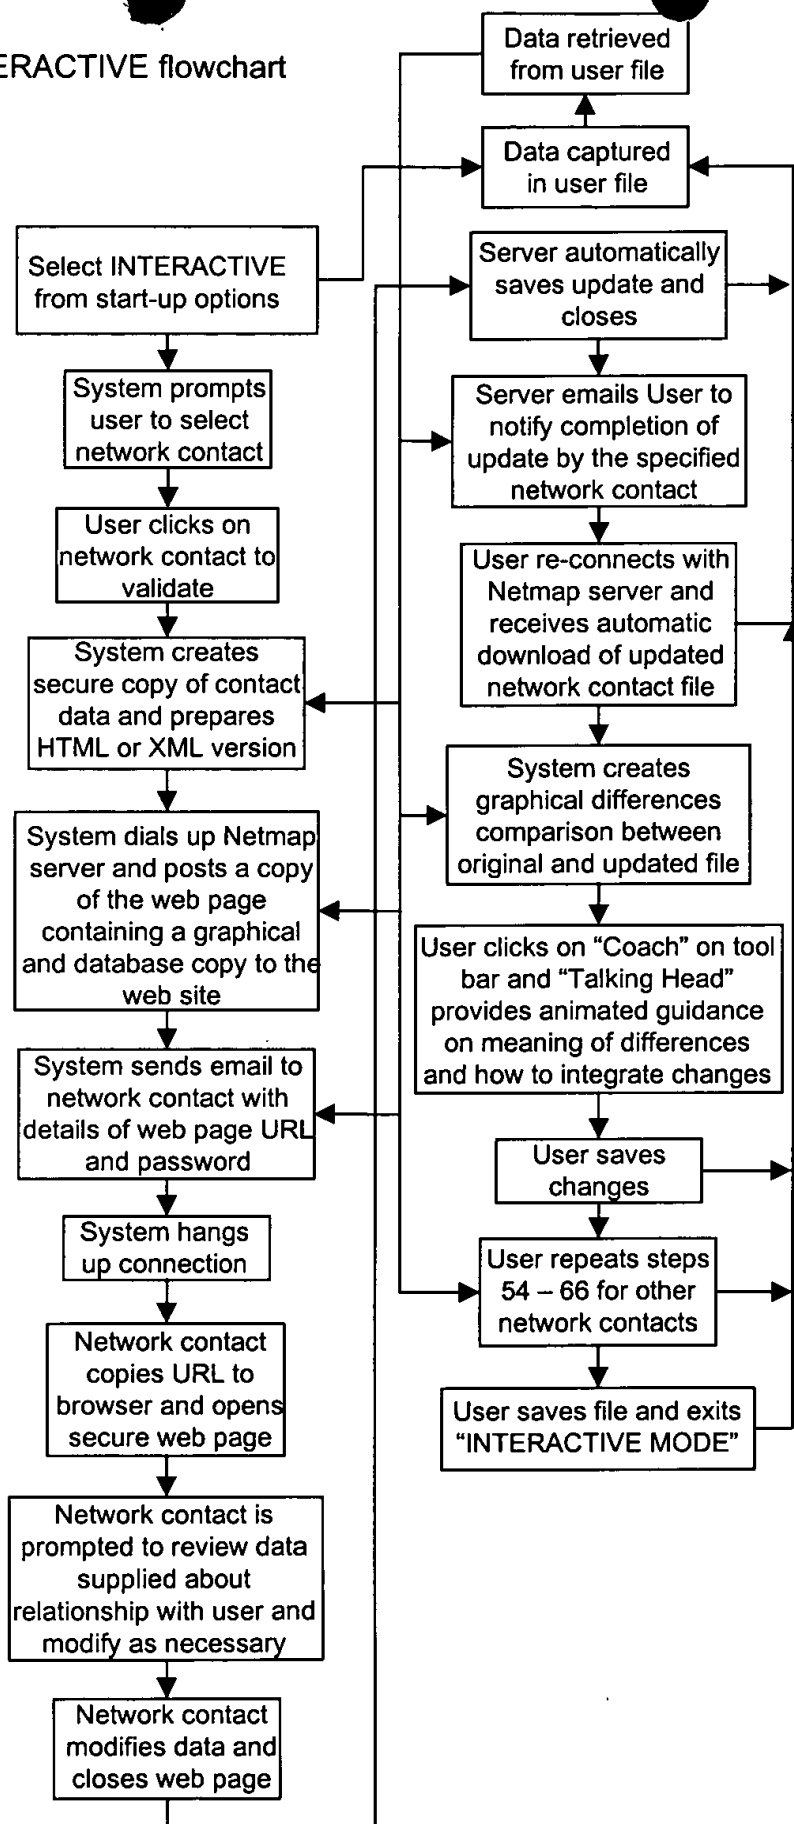 ERACTIVE flowchart
Data retrieved
from user file
Data captured
in user file
Select INTERACTIVE
from start-up options
System prompts
user to select
network contact
User clicks on
network contact to
validate
System creates
secure copy of contact
data and prepares
HTML or XML version
System dials up Netmap
server and posts a copy
of the web page
containing a graphical
and database copy to the
web site
System sends email to
network contact with
details of web page URL
and password
System hangs
up connection
Network contact
copies URL to
browser and opens
secure web page
Network contact is
prompted to review data
supplied about
relationship with user and
modify as necessary
Network contact
modifies data and
closes web page
Server automatically
saves update and
closes
Server emails User to
notify completion of
update by the specified
network contact
User re-connects with
Netmap server and
receives automatic
download of updated
network contact file
System creates
graphical differences
comparison between
original and updated file
User clicks on “Coach” on tool
bar and “Talking Head”
provides animated guidance
on meaning of differences
and how to integrate changes
User saves
changes
User repeats steps
54 – 66 for other
network contacts
User saves file and exits
“INTERACTIVE MODE”